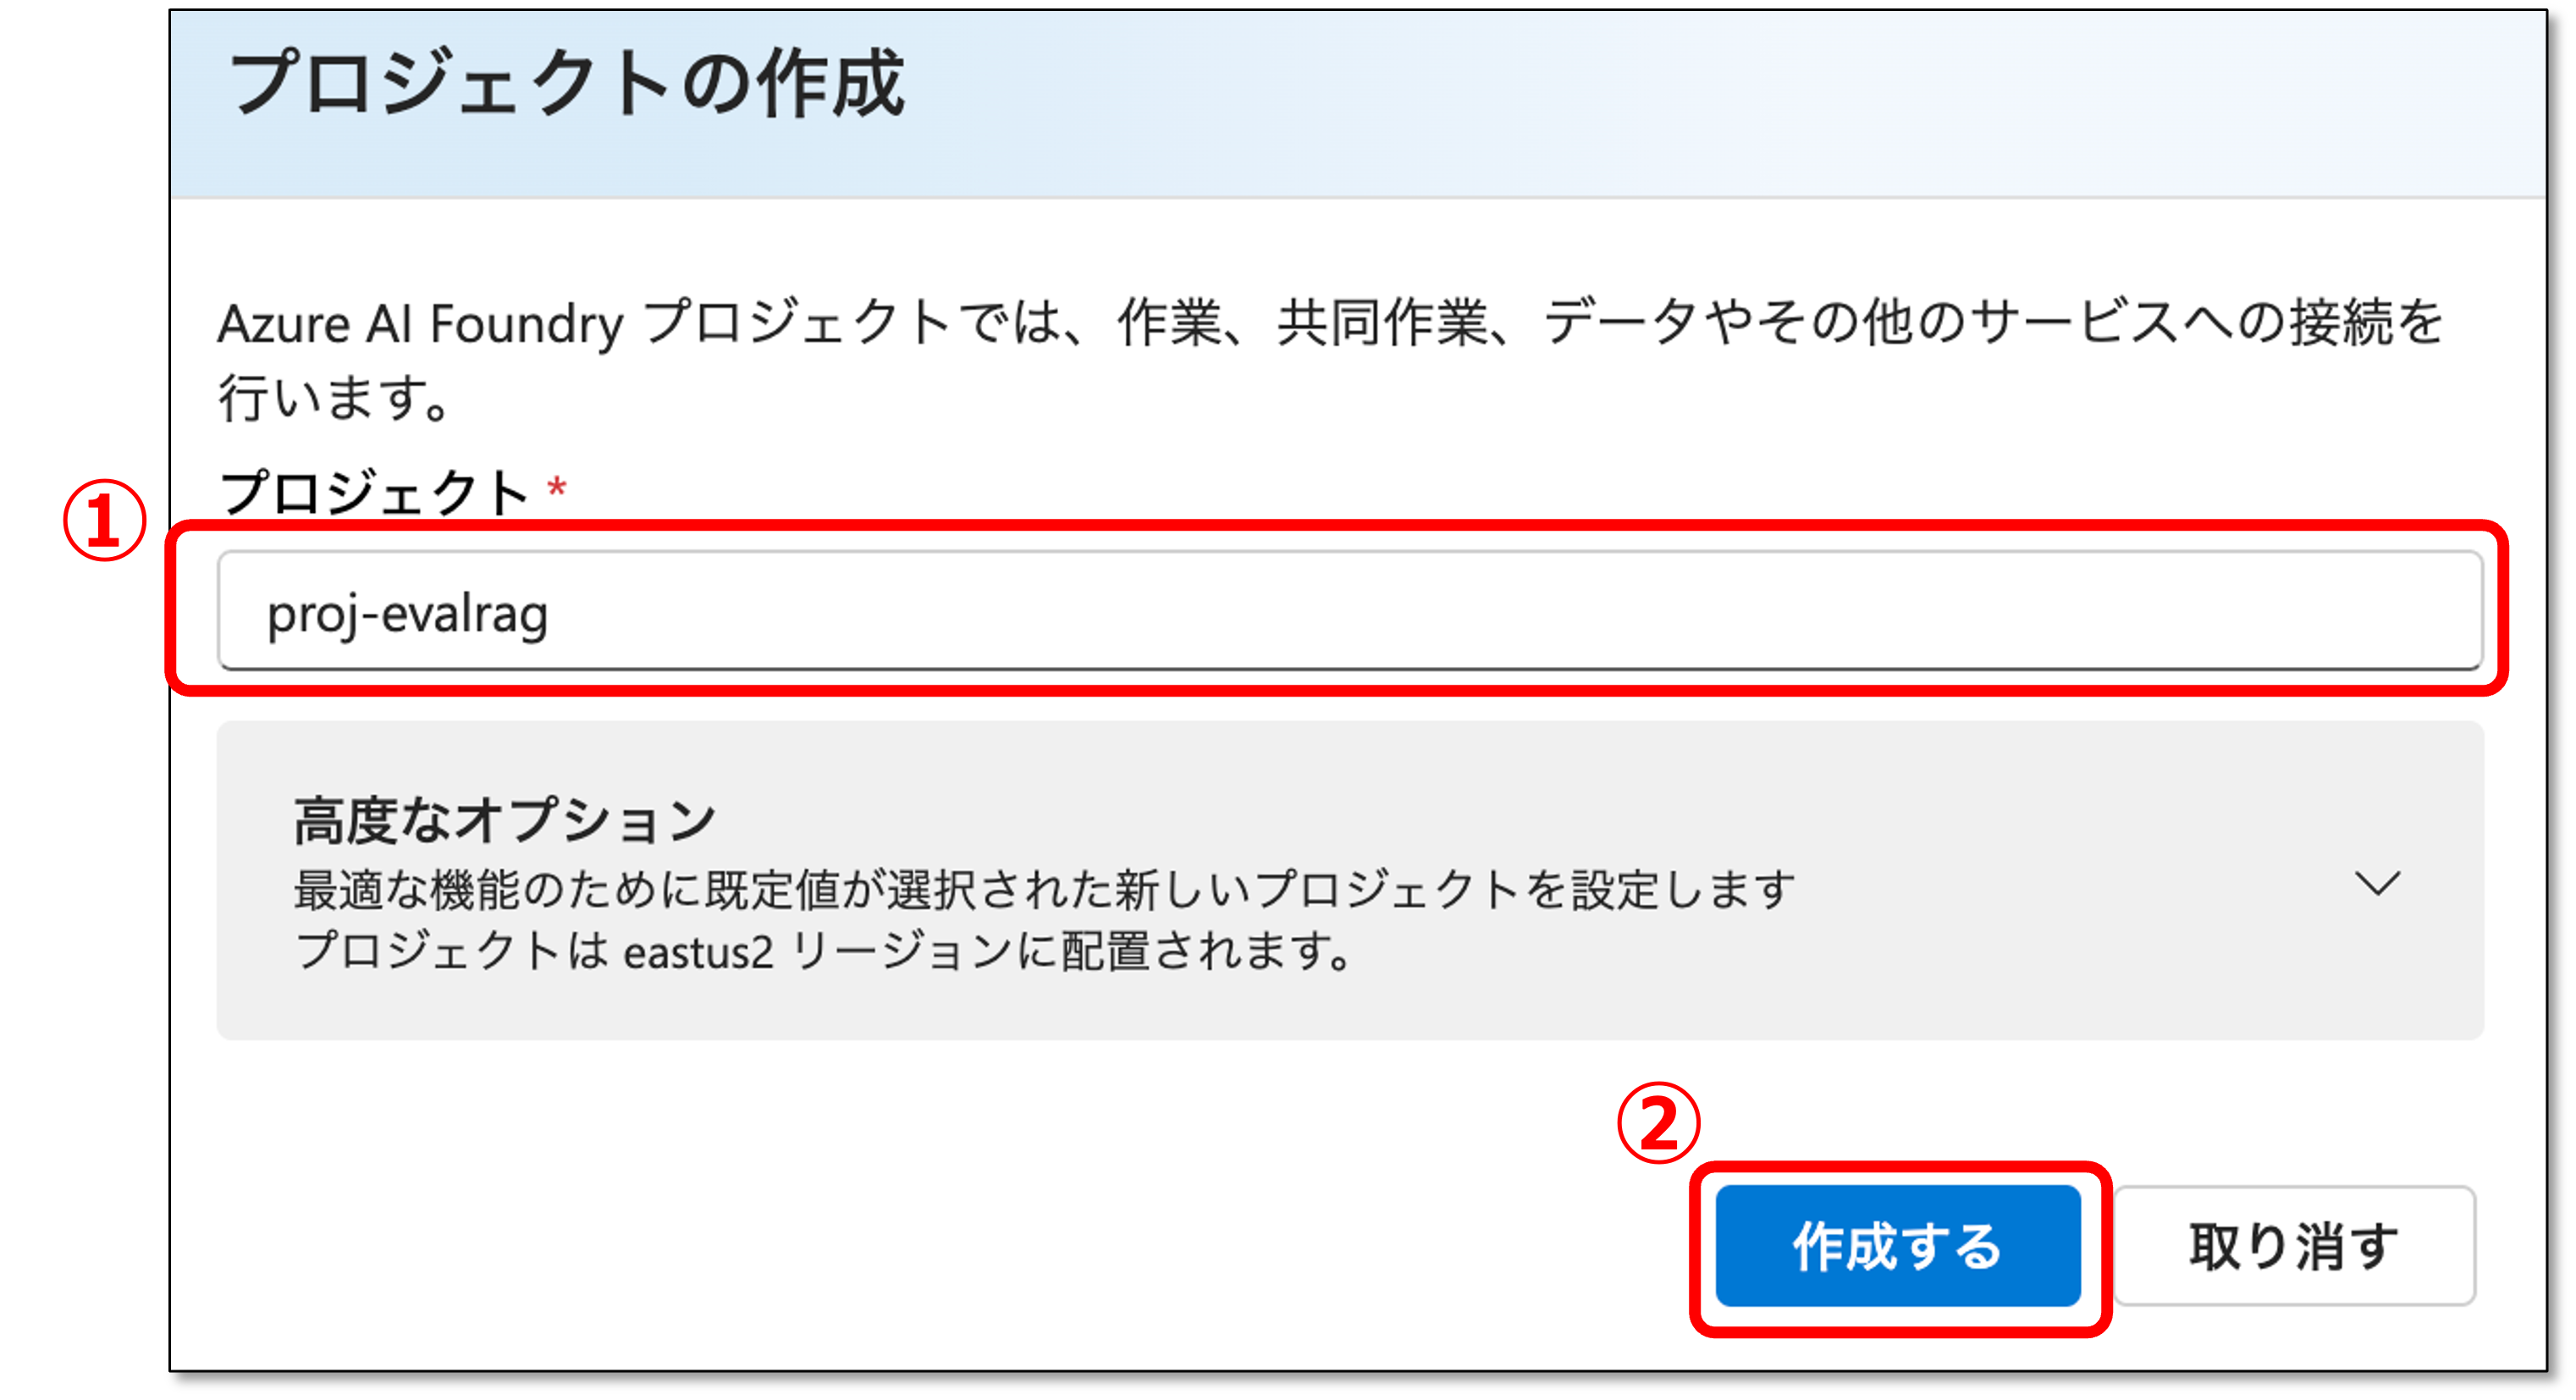 プロジェクトの作成
Azure AI Foundry プロジェクトでは、作業、共同作業、データやその他のサービスへの接続を
行います。
プロジェクト *
①
proj-evalrag
高度なオプション
最適な機能のために既定値が選択された新しいプロジェクトを設定します
プロジェクトは eastus2 リージョンに配置されます。
②
作成する 取り消す